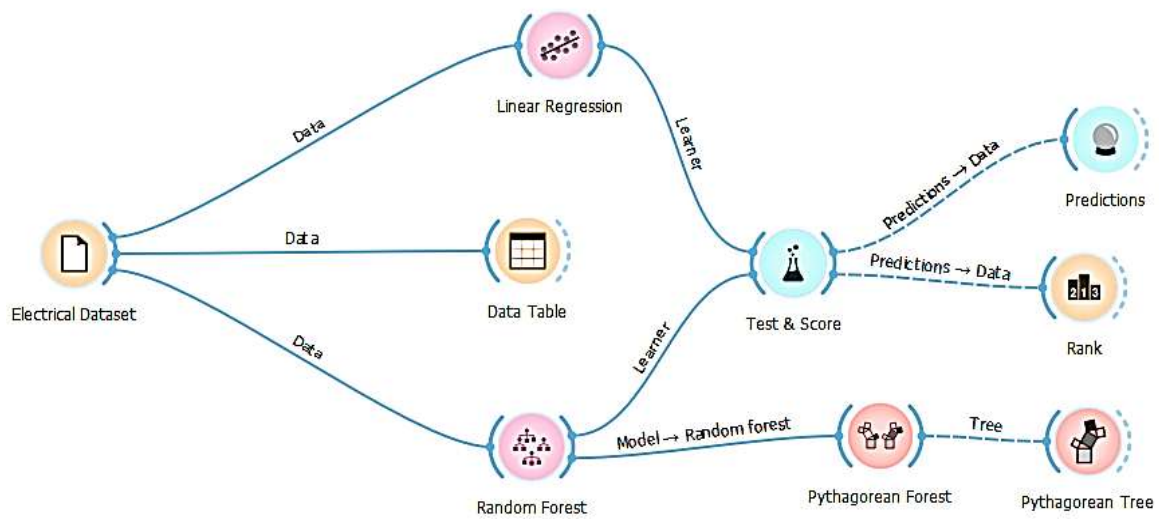 Linear Regression
Data
Learner
Predictions → Data
Predictions
Electrical Dataset
Data
Data Table
Test & Score
Predictions → Data
213
Rank
Data
Learner
Random Forest
Model → Random forest
Pythagorean Forest
Tree
Pythagorean Tree